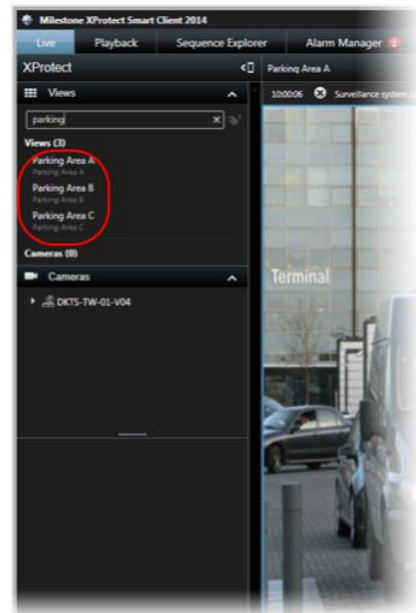 Milestone XProtect Smart Client 2014
Live Playback Sequence Explorer Alarm Manager
XProtect Parking Area A
Views 10:00:06 Surveillance system
parking
Views (3)
Parking Area A
Parking Area A
Parking Area B
Parking Area B
Parking Area C
Parking Area C
Cameras (0)
Cameras
Terminal
DKTS-TW-01-V04